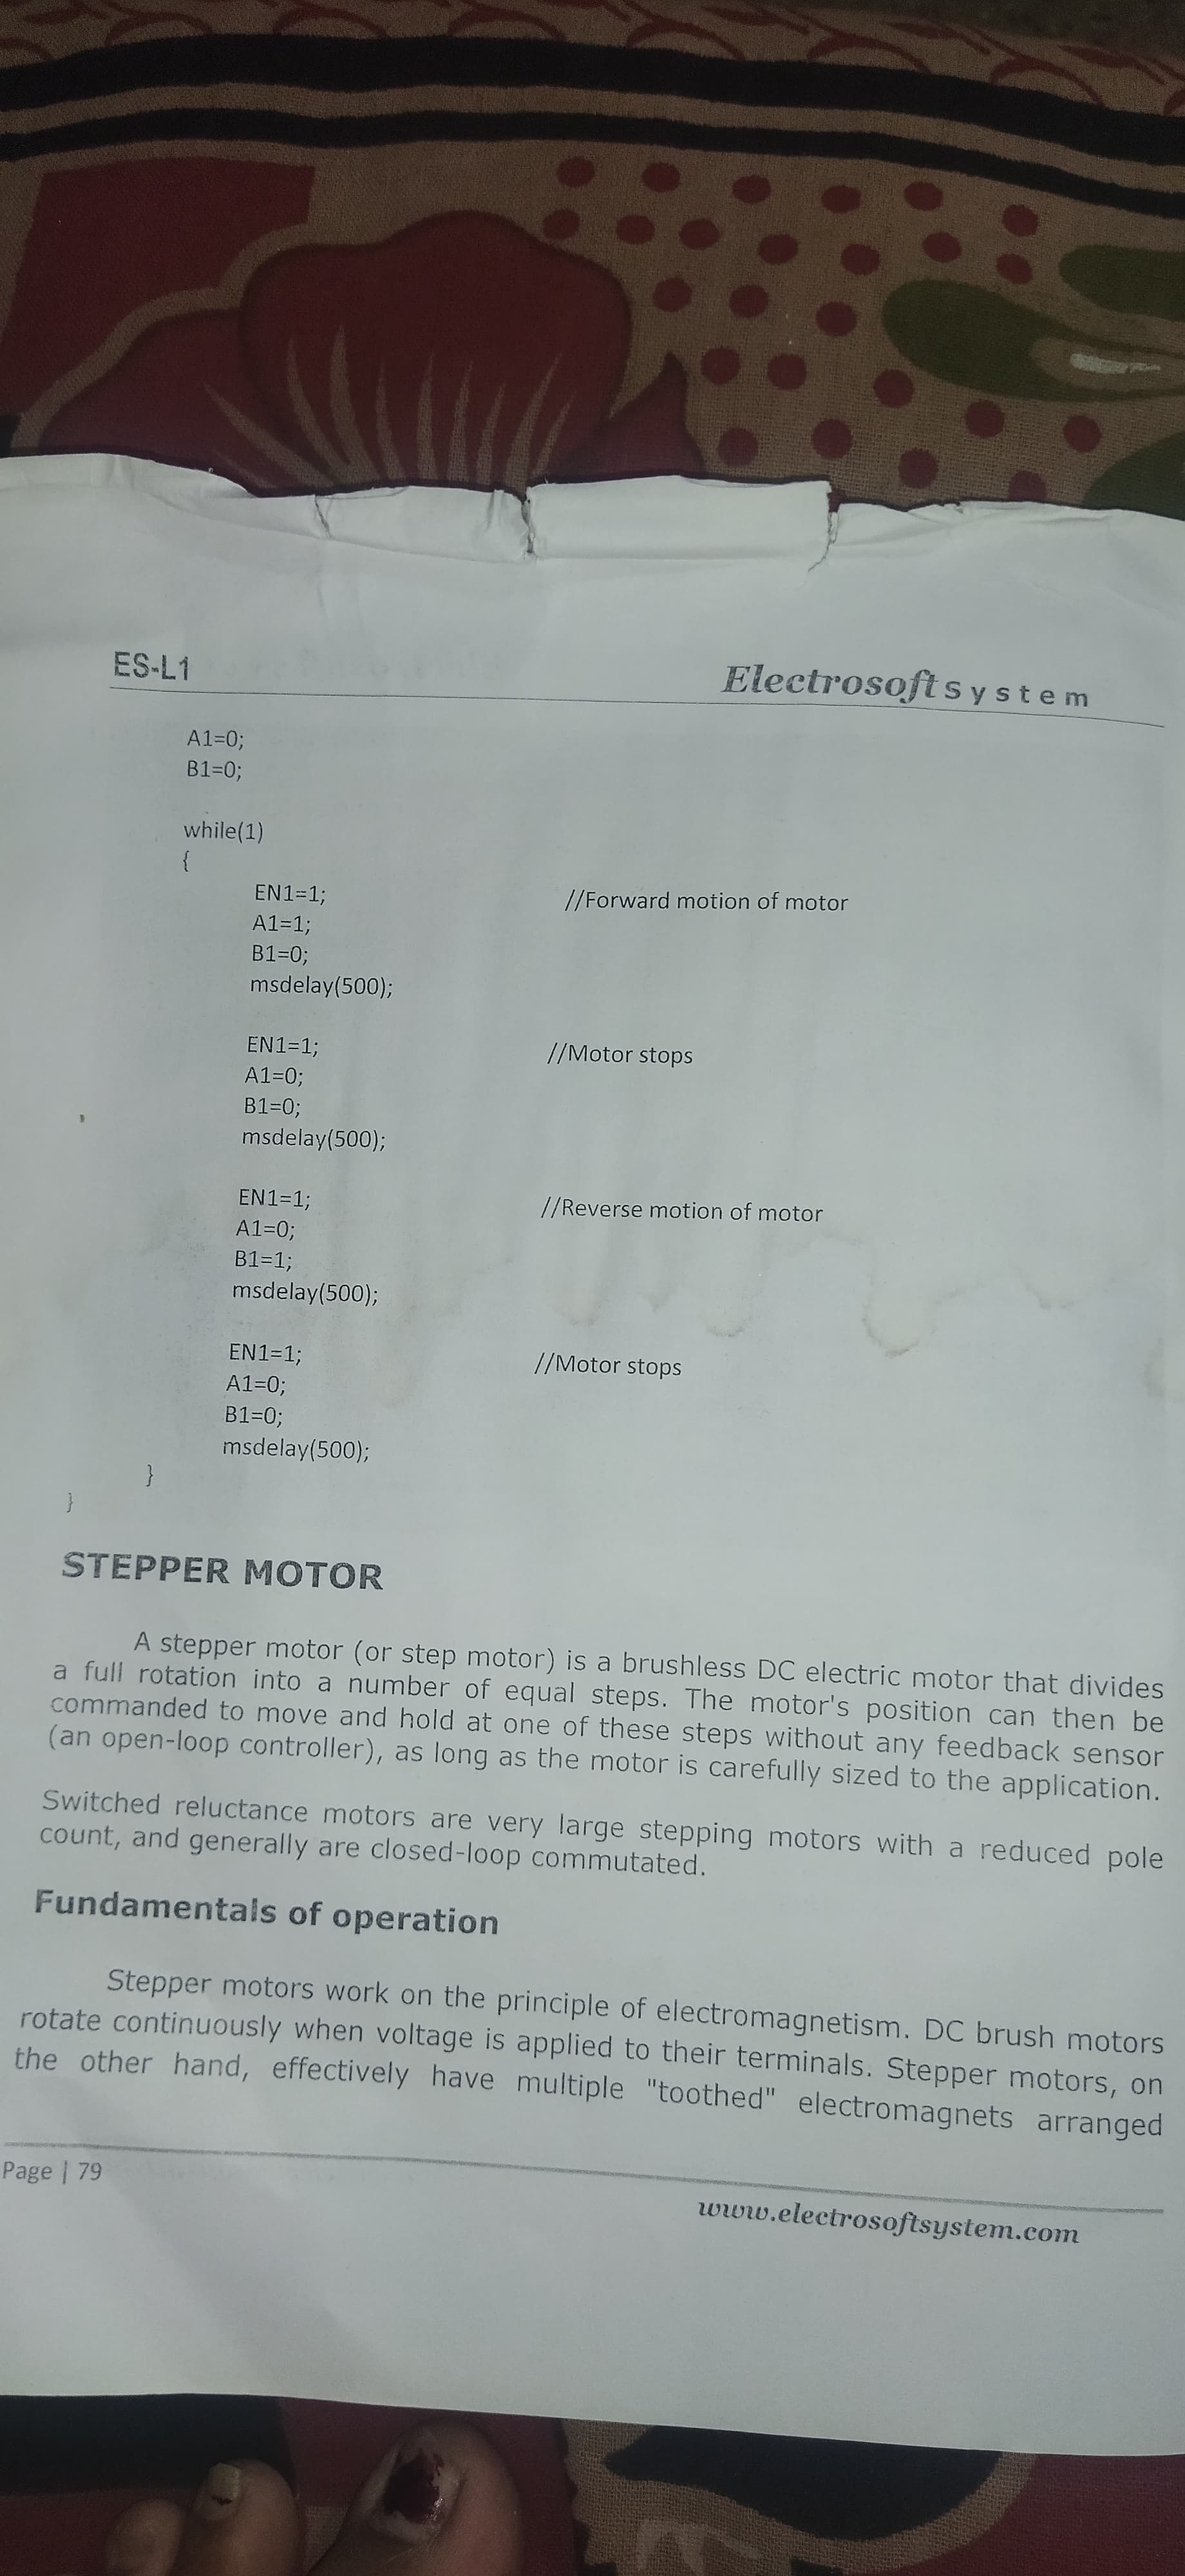 ES-L1
Electrosoft System
A1=0;
B1=0;
while(1)
{
EN1=1; //Forward motion of motor
A1=1;
B1=0;
msdelay(500);
EN1=1; //Motor stops
A1=0;
B1=0;
msdelay(500);
EN1=1; //Reverse motion of motor
A1=0;
B1=1;
msdelay(500);
EN1=1; //Motor stops
A1=0;
B1=0;
msdelay(500);
}
}
STEPPER MOTOR
A stepper motor (or step motor) is a brushless DC electric motor that divides
a full rotation into a number of equal steps. The motor's position can then be
commanded to move and hold at one of these steps without any feedback sensor
(an open-loop controller), as long as the motor is carefully sized to the application.
Switched reluctance motors are very large stepping motors with a reduced pole
count, and generally are closed-loop commutated.
Fundamentals of operation
Stepper motors work on the principle of electromagnetism. DC brush motors
rotate continuously when voltage is applied to their terminals. Stepper motors, on
the other hand, effectively have multiple "toothed" electromagnets arranged
Page | 79
www.electrosoftsystem.com